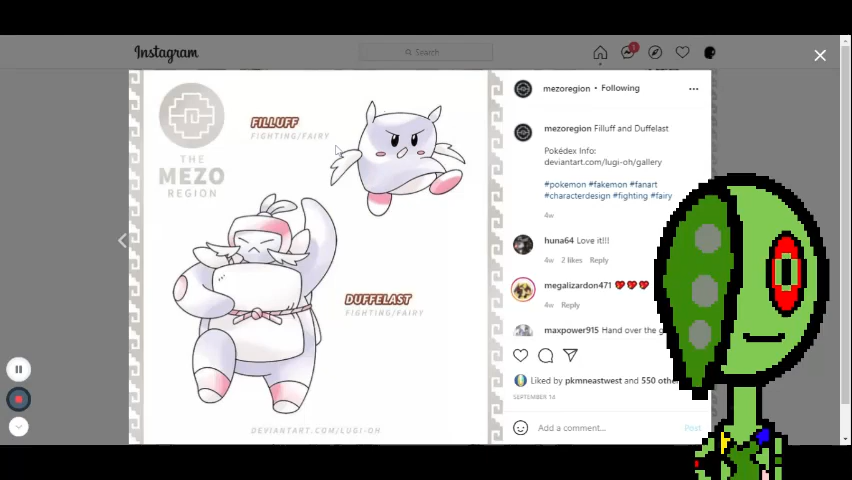 Instagram
Search
1
THE
MEZO
REGION
FILLUFF
FIGHTING/FAIRY
DUFFELAST
FIGHTING/FAIRY
DEVIANTART.COM/LUGI-OH
mezoregion • Following
mezoregion Filluff and Duffelast
Pokédex Info:
deviantart.com/lugi-oh/gallery
#pokemon #fakemon #fanart
#characterdesign #fighting #fairy
4w
huna64 Love it!!!
4w 2 likes Reply
megalizardon471
4w Reply
maxpower915 Hand over the
Liked by pkmneastwest and 550
SEPTEMBER 14
Add a comment...
Post